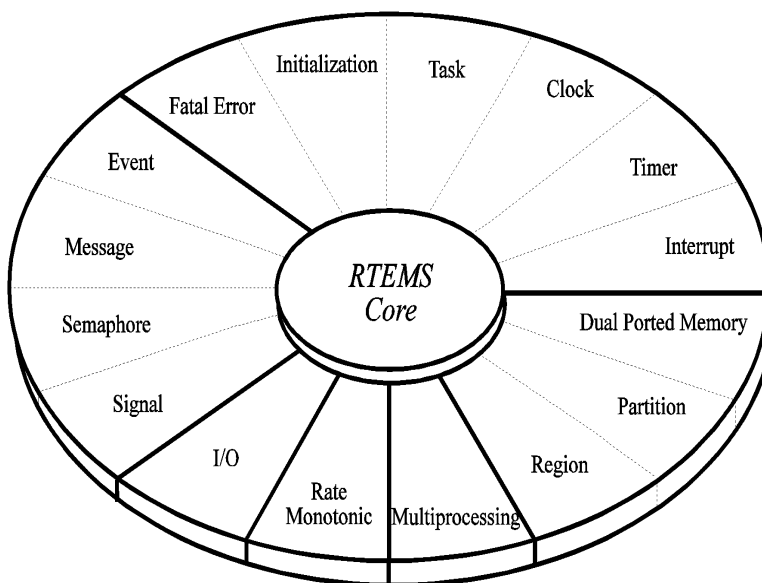 Initialization
Task
Clock
Fatal Error
Timer
Event
Interrupt
Message
RTEMS
Core
Semaphore
Dual Ported Memory
Signal
Partition
I/O
Region
Rate
Monotonic
Multiprocessing